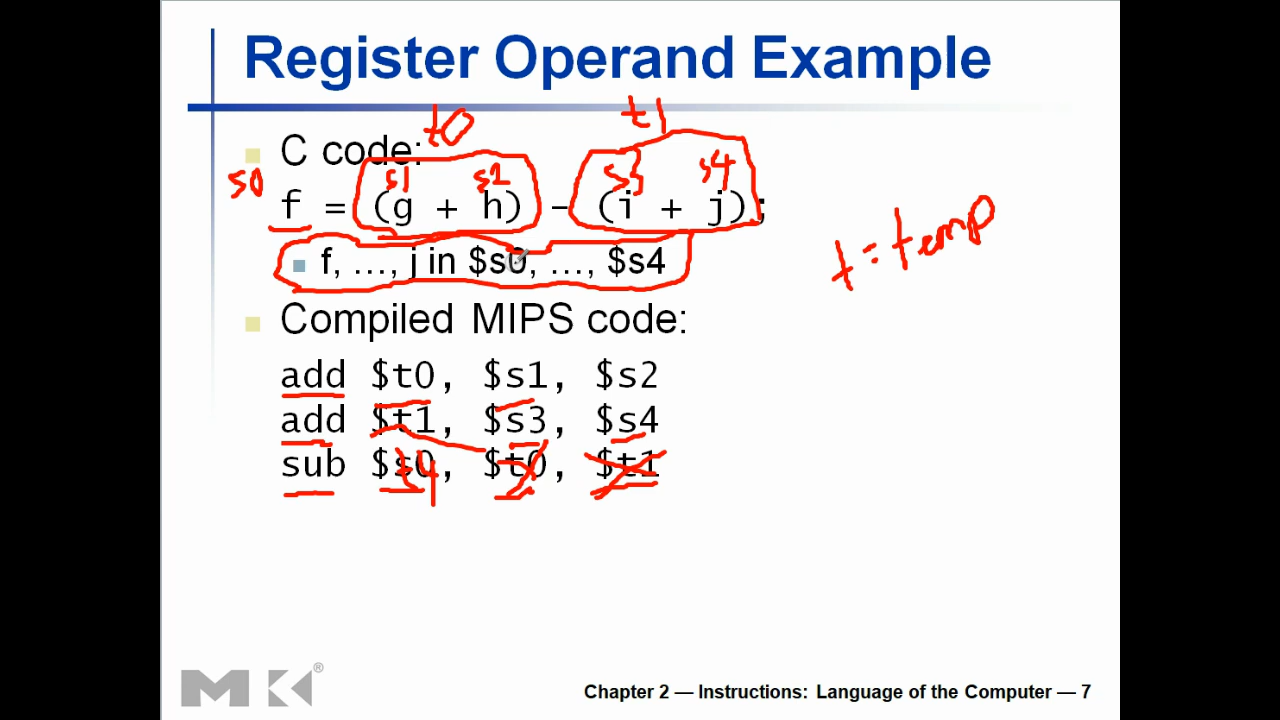 Register Operand Example
t0 t1
C code:
s0 s1 s2 s3 s4
f = (g + h) - (i + j);
f, …, j in $s0, …, $s4
t = temp
Compiled MIPS code:
add $t0, $s1, $s2
add $t1, $s3, $s4
sub $s0, $t0, $t1
MK®
Chapter 2 — Instructions: Language of the Computer — 7